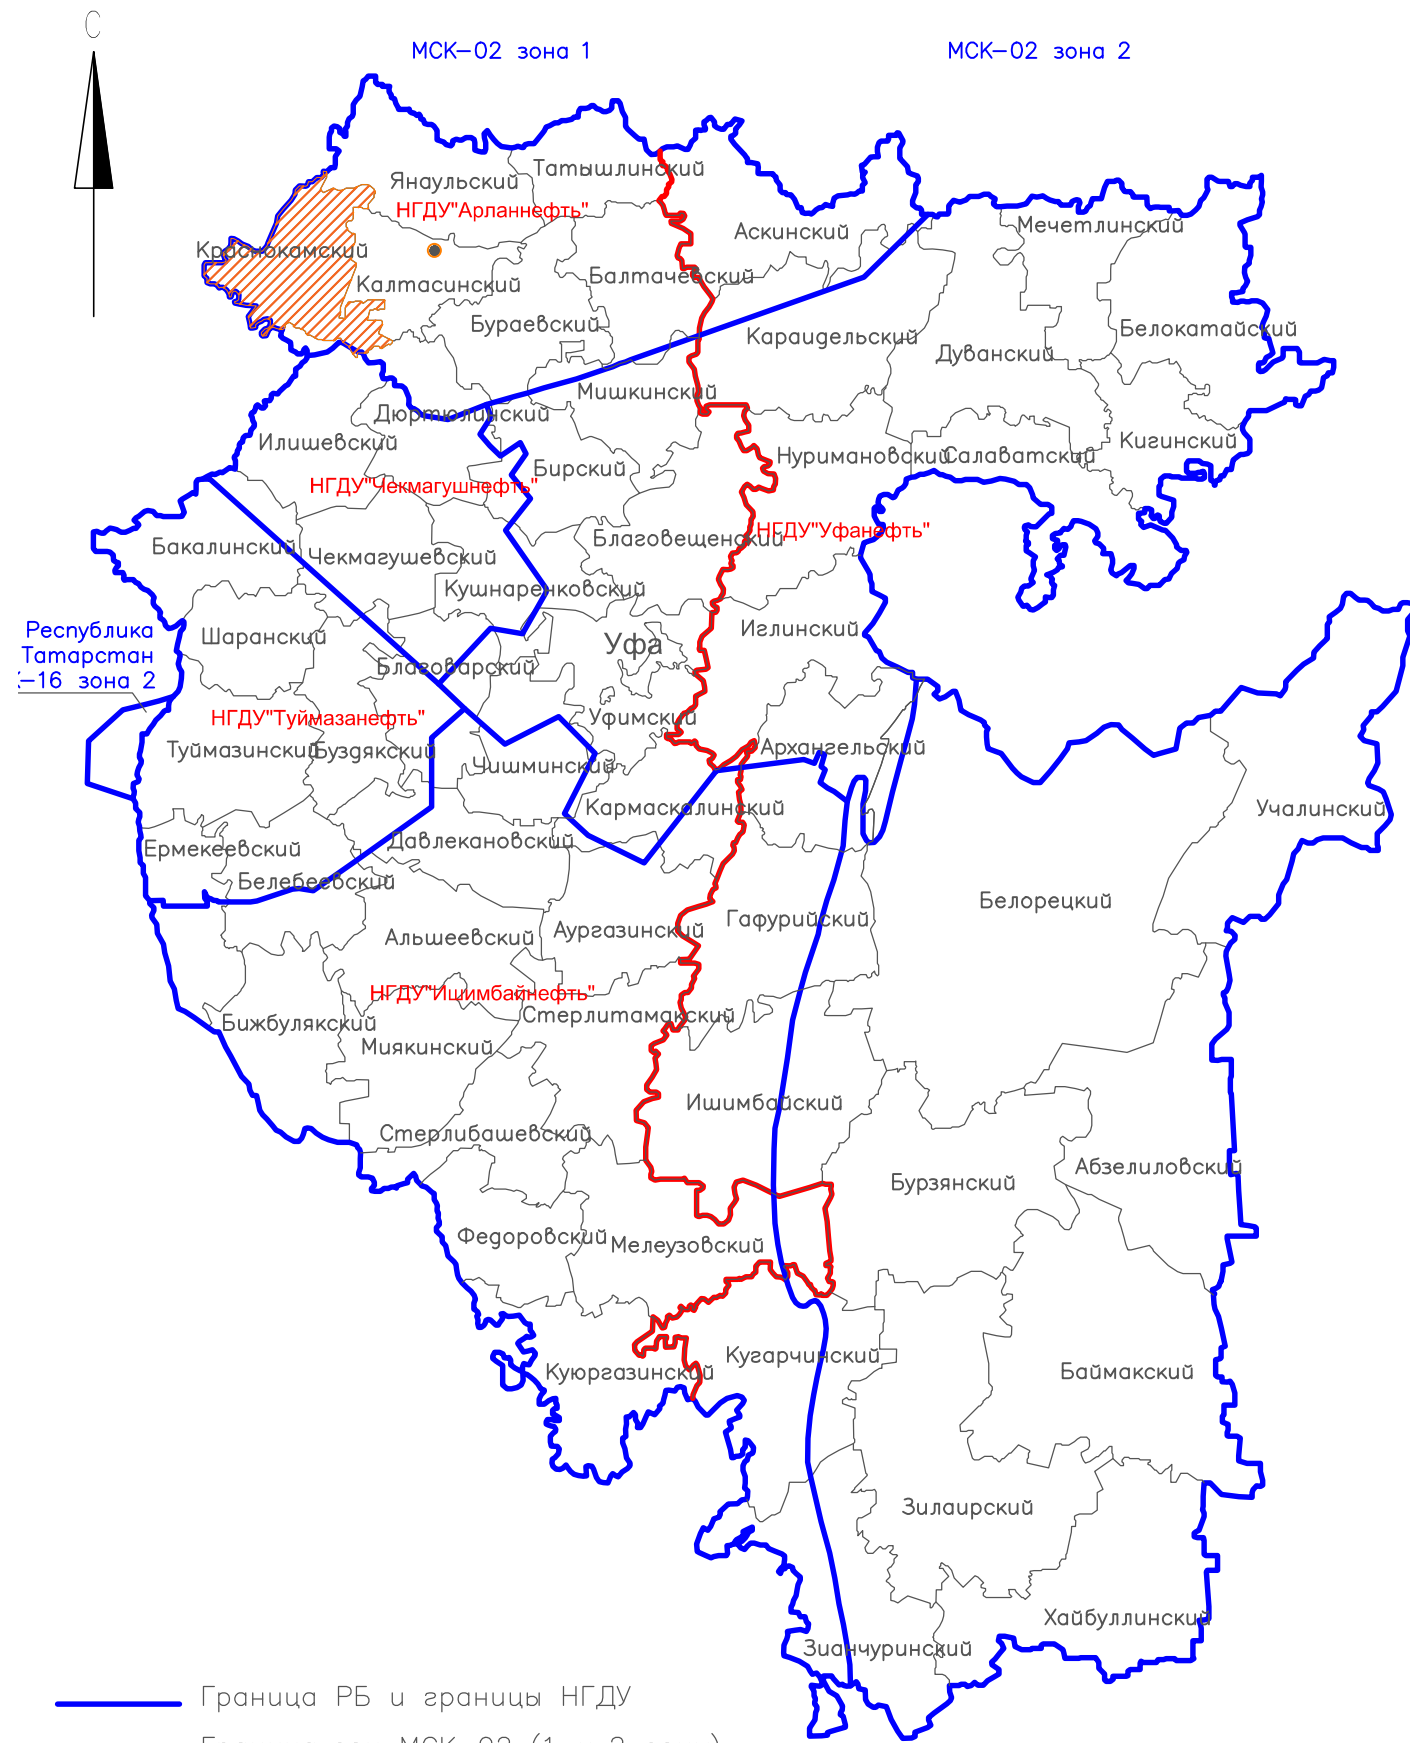 С
МСК-02 зона 1
МСК-02 зона 2
Татышлинский
Янаульский
НГДУ"Арланнефть"
Мечетлинский
Аскинский
Краснокамский
Балтачевский
Калтасинский
Бураевский
Белокатайский
Караидельский
Дуванский
Мишкинский
Дюртюлинский
Илишевский
Кигинский
Нуримановский
Салаватский
Бирский
НГДУ"Чекмагушнефть"
НГДУ"Уфанефть"
Благовещенский
Бакалинский
Чекмагушевский
Кушнаренковский
Республика
Татарстан
-16 зона 2
Шаранский
Иглинский
Уфа
Благоварский
НГДУ"Туймазанефть"
Уфимский
Туймазинский
Буздякский
Архангельский
Чишминский
Кармаскалинский
Учалинский
Давлекановский
Ермекеевский
Белебеевский
Белорецкий
Гафурийский
Аургазинский
Альшеевский
НГДУ"Ишимбайнефть"
Стерлитамакский
Бижбулякский
Миякинский
Ишимбайский
Стерлибашевский
Абзелиловский
Бурзянский
Федоровский
Мелеузовский
Кугарчинский
Куюргазинский
Баймакский
Зилаирский
Хайбуллинский
Зианчуринский
Граница РБ и границы НГДУ